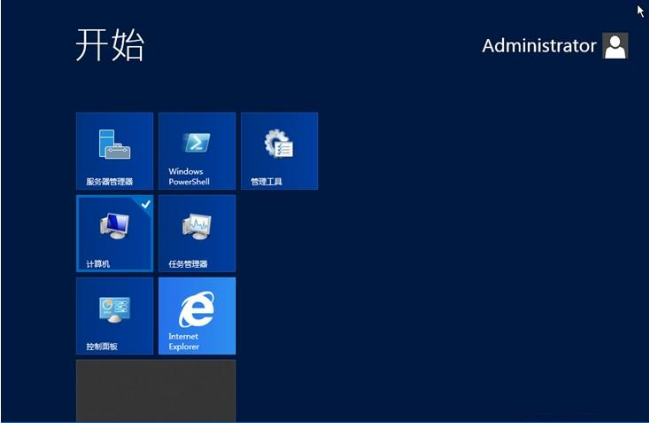 开始
Administrator
服务器管理器
Windows
PowerShell
管理工具
计算机
任务管理器
控制面板
Internet
Explorer